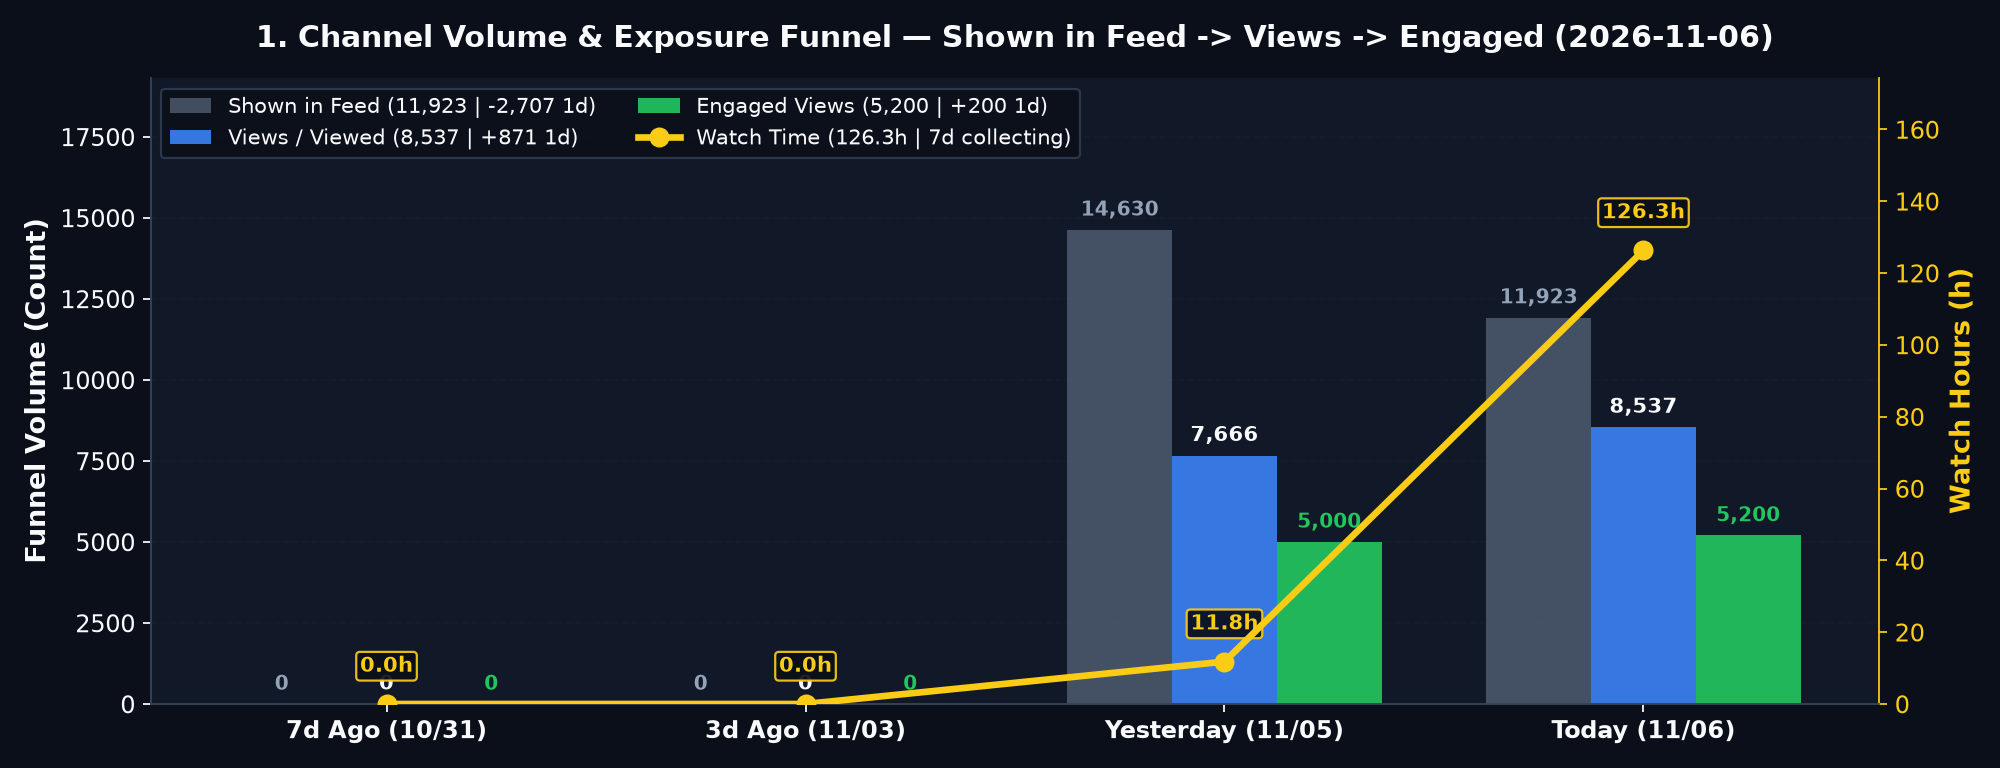 1. Channel Volume & Exposure Funnel — Shown in Feed -> Views -> Engaged (2026-11-06)
Shown in Feed (11,923 | -2,707 1d)
Views / Viewed (8,537 | +871 1d)
Engaged Views (5,200 | +200 1d)
Watch Time (126.3h | 7d collecting)
Funnel Volume (Count)
17500
15000
12500
10000
7500
5000
2500
0
0
0
0
0.0h
0
0
0
0.0h
14,630
7,666
5,000
11.8h
11,923
8,537
5,200
126.3h
160
140
120
100
80
60
40
20
0
Watch Hours (h)
7d Ago (10/31)
3d Ago (11/03)
Yesterday (11/05)
Today (11/06)